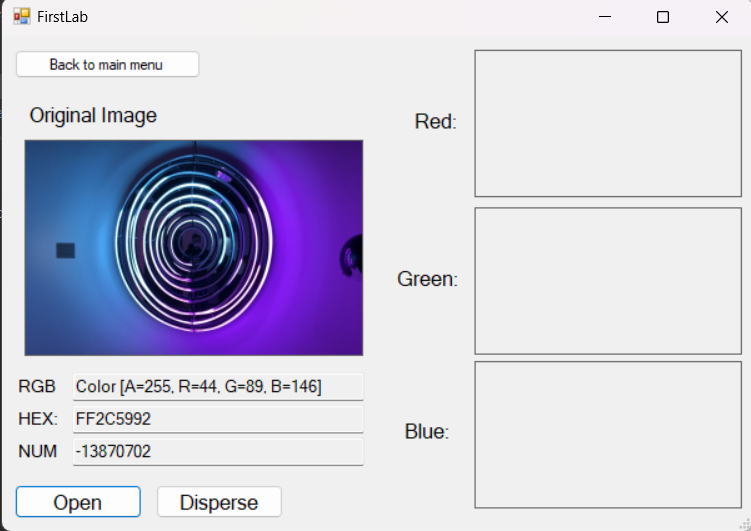 FirstLab
Back to main menu
Original Image
Red:
Green:
Blue:
RGB Color [A=255, R=44, G=89, B=146]
HEX: FF2C5992
NUM -13870702
Open Disperse